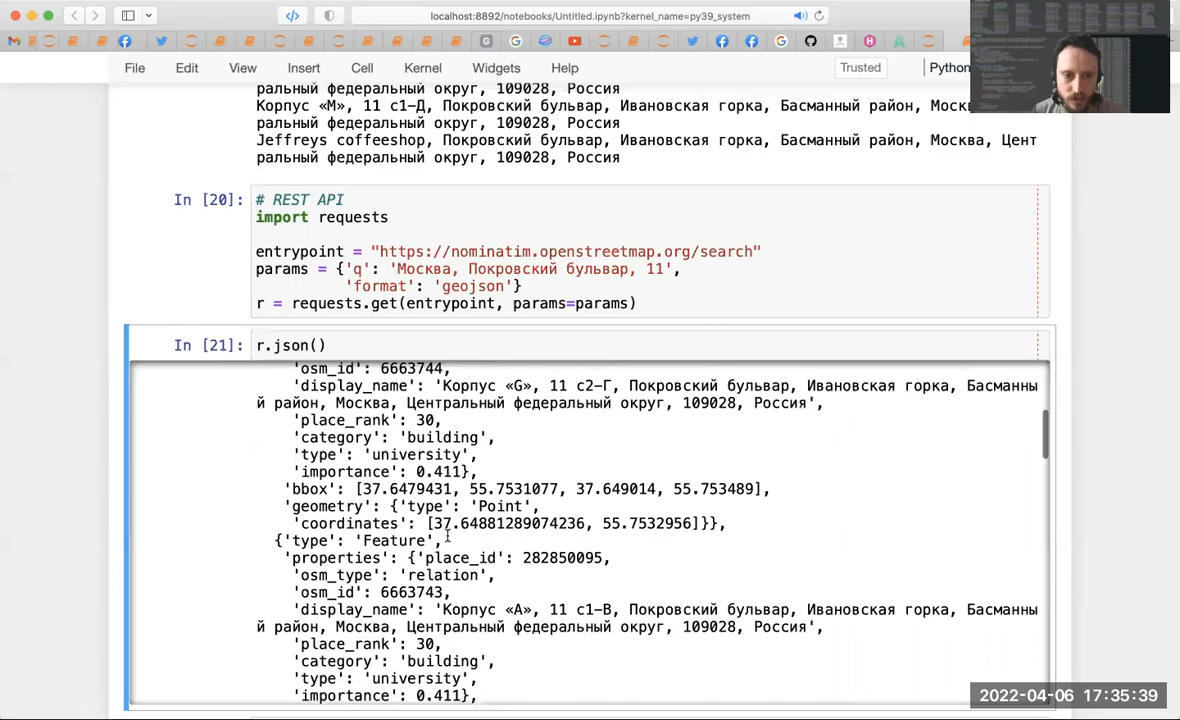 localhost:8892/notebooks/Untitled.ipynb?kernel_name=py39_system
File Edit View Insert Cell Kernel Widgets Help Trusted Python
ральный федеральный округ, 109028, Россия
Корпус «М», 11 с1-Д, Покровский бульвар, Ивановская горка, Басманный район, Моск
ральный федеральный округ, 109028, Россия
Jeffreys coffeeshop, Покровский бульвар, Ивановская горка, Басманный район, Москва, Цент
ральный федеральный округ, 109028, Россия
In [20]: # REST API
import requests
entrypoint = "https://nominatim.openstreetmap.org/search"
params = {'q': 'Москва, Покровский бульвар, 11',
'format': 'geojson'}
r = requests.get(entrypoint, params=params)
In [21]: r.json()
'osm_id': 6663744,
'display_name': 'Корпус «G», 11 с2-Г, Покровский бульвар, Ивановская горка, Басманны
й район, Москва, Центральный федеральный округ, 109028, Россия',
'place_rank': 30,
'category': 'building',
'type': 'university',
'importance': 0.411},
'bbox': [37.6479431, 55.7531077, 37.649014, 55.753489],
'geometry': {'type': 'Point',
'coordinates': [37.64881289074236, 55.7532956]}},
{'type': 'Feature',
'properties': {'place_id': 282850095,
'osm_type': 'relation',
'osm_id': 6663743,
'display_name': 'Корпус «А», 11 с1-В, Покровский бульвар, Ивановская горка, Басманны
й район, Москва, Центральный федеральный округ, 109028, Россия',
'place_rank': 30,
'category': 'building',
'type': 'university',
'importance': 0.411},
2022-04-06 17:35:39